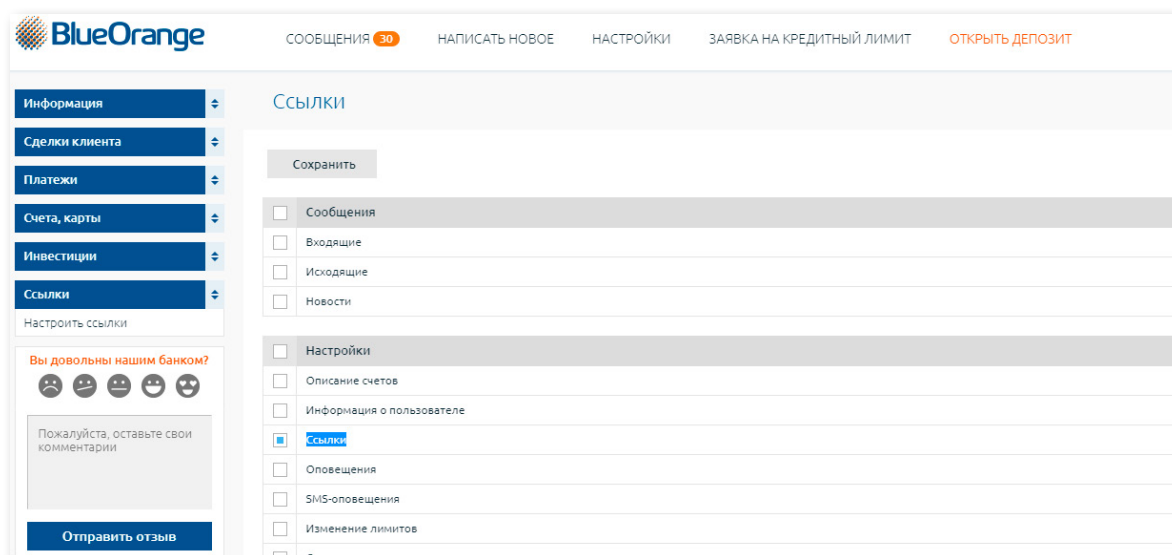 BlueOrange
СООБЩЕНИЯ 30 НАПИСАТЬ НОВОЕ НАСТРОЙКИ ЗАЯВКА НА КРЕДИТНЫЙ ЛИМИТ ОТКРЫТЬ ДЕПОЗИТ
Информация
Сделки клиента
Платежи
Счета, карты
Инвестиции
Ссылки
Настроить ссылки
Вы довольны нашим банком?
Пожалуйста, оставьте свои
комментарии
Отправить отзыв
Ссылки
Сохранить
Сообщения
Входящие
Исходящие
Новости
Настройки
Описание счетов
Информация о пользователе
Ссылки
Оповещения
SMS-оповещения
Изменение лимитов